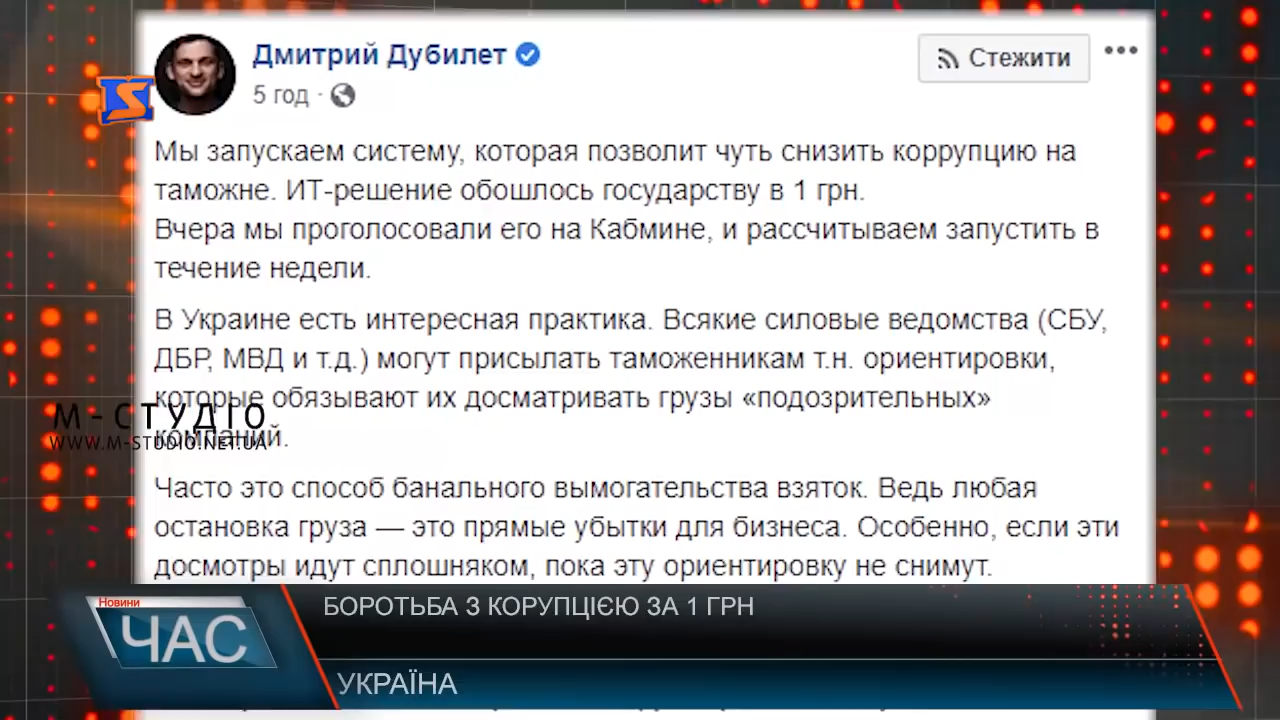 Дмитрий Дубилет
5 год ·
Стежити
Мы запускаем систему, которая позволит чуть снизить коррупцию на
таможне. ИТ-решение обошлось государству в 1 грн.
Вчера мы проголосовали его на Кабмине, и рассчитываем запустить в
течение недели.
В Украине есть интересная практика. Всякие силовые ведомства (СБУ,
ДБР, МВД и т.д.) могут присылать таможенникам т.н. ориентировки,
которые обязывают их досматривать грузы «подозрительных»
компаний.
М-СТУДІО
WWW.M-STUDIO.NET.UA
Часто это способ банального вымогательства взяток. Ведь любая
остановка груза — это прямые убытки для бизнеса. Особенно, если эти
досмотры идут сплошняком, пока эту ориентировку не снимут.
Новини
ЧАС
БОРОТЬБА З КОРУПЦІЄЮ ЗА 1 ГРН
УКРАЇНА